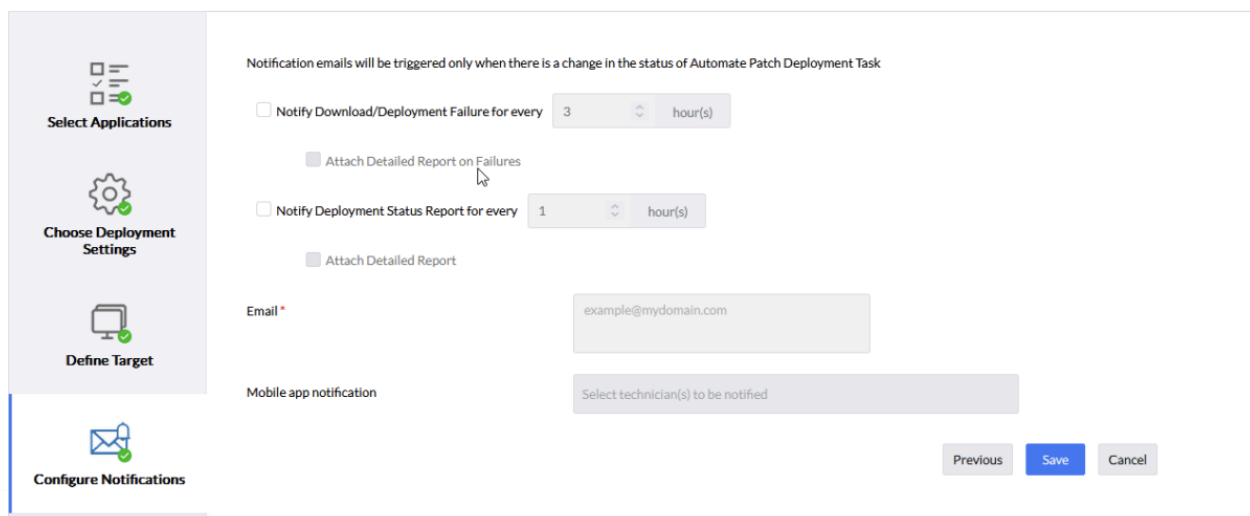 Notification emails will be triggered only when there is a change in the status of Automate Patch Deployment Task
Select Applications
Notify Download/Deployment Failure for every 3 hour(s)
Attach Detailed Report on Failures
Choose Deployment
Settings
Notify Deployment Status Report for every 1 hour(s)
Attach Detailed Report
Define Target
Email *
example@mydomain.com
Mobile app notification
Select technician(s) to be notified
Configure Notifications
Previous
Save
Cancel